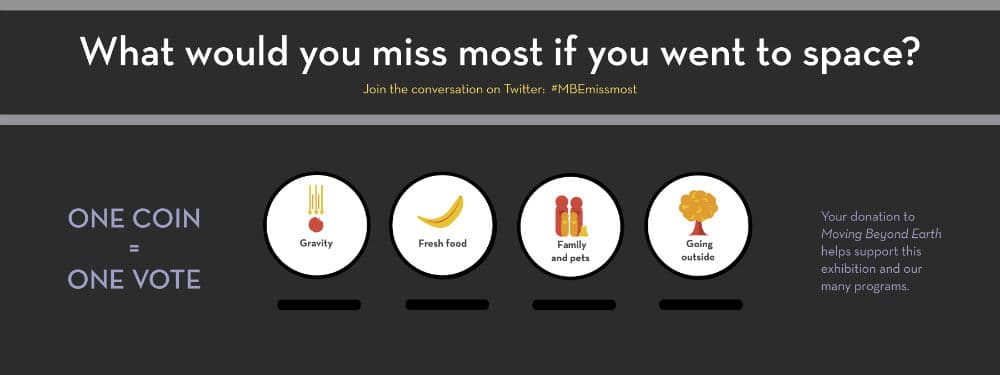 What would you miss most if you went to space?
Join the conversation on Twitter: #MBEmissmost
ONE COIN
=
ONE VOTE
Gravity
Fresh food
Family
and pets
Going
outside
Your donation to
Moving Beyond Earth
helps support this
exhibition and our
many programs.